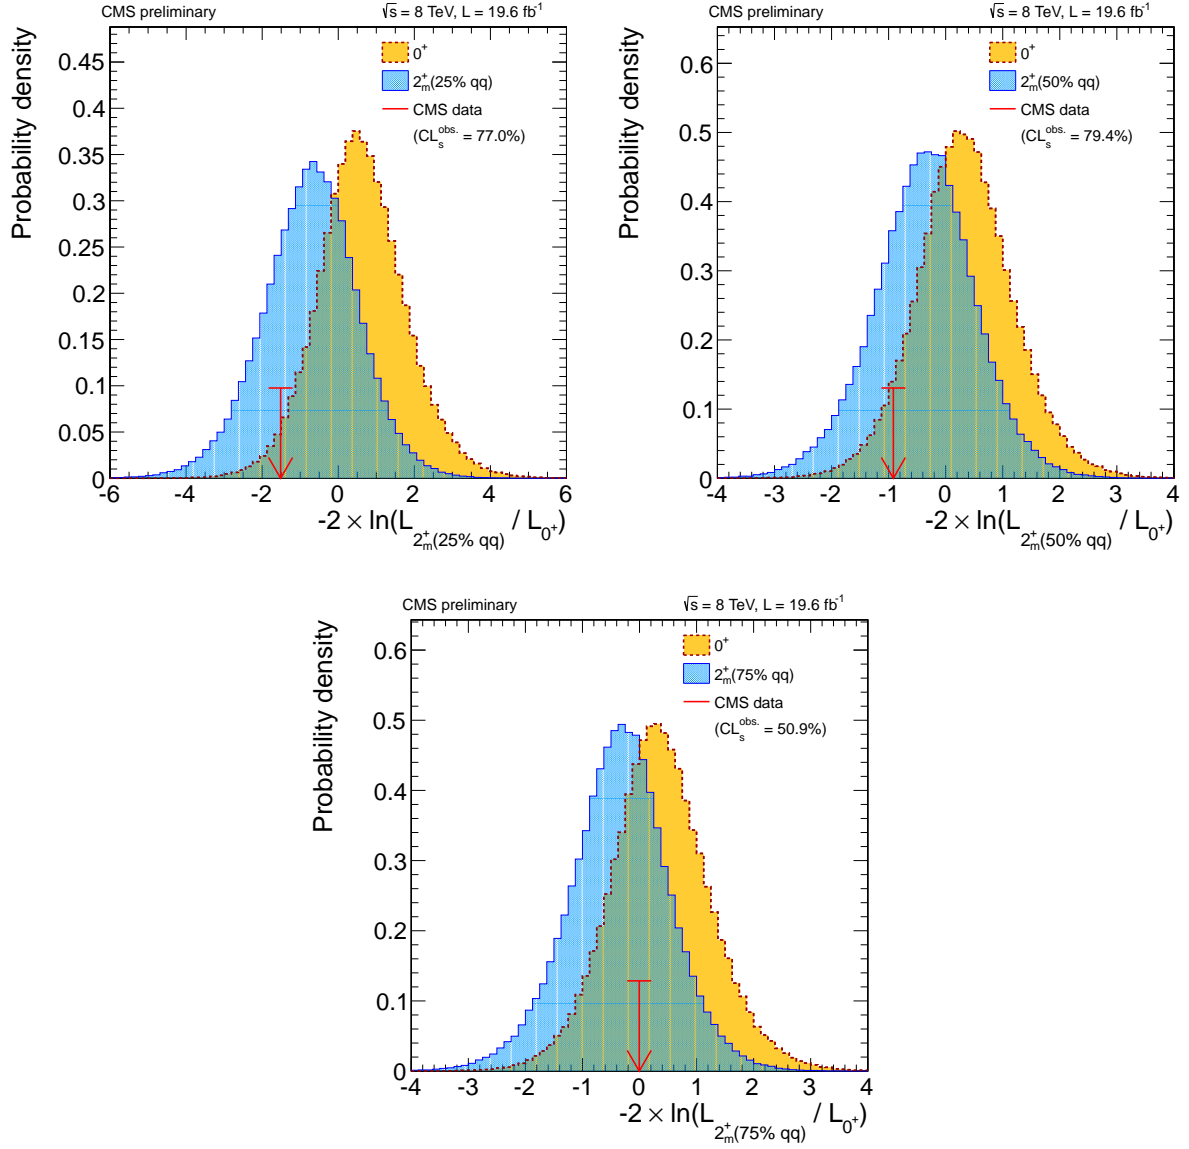 CMS preliminary √s = 8 TeV, L = 19.6 fb⁻¹
Probability density
0.45
0.4
0.35
0.3
0.25
0.2
0.15
0.1
0.05
0
0⁺
2⁺ₘ(25% qq)
CMS data
(CLₛᵒᵇˢ· = 77.0%)
-6 -4 -2 0 2 4 6
-2 × ln(L 2⁺ₘ(25% qq) / L 0⁺)
CMS preliminary √s = 8 TeV, L = 19.6 fb⁻¹
Probability density
0.6
0.5
0.4
0.3
0.2
0.1
0
0⁺
2⁺ₘ(50% qq)
CMS data
(CLₛᵒᵇˢ· = 79.4%)
-4 -3 -2 -1 0 1 2 3 4
-2 × ln(L 2⁺ₘ(50% qq) / L 0⁺)
CMS preliminary √s = 8 TeV, L = 19.6 fb⁻¹
Probability density
0.6
0.5
0.4
0.3
0.2
0.1
0
0⁺
2⁺ₘ(75% qq)
CMS data
(CLₛᵒᵇˢ· = 50.9%)
-4 -3 -2 -1 0 1 2 3 4
-2 × ln(L 2⁺ₘ(75% qq) / L 0⁺)